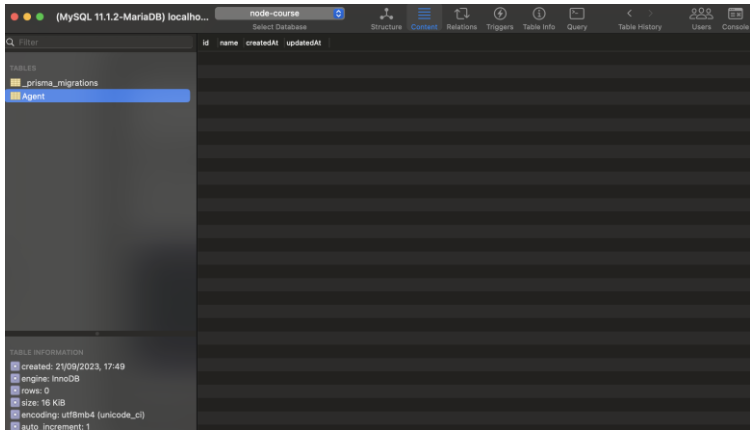 (MySQL 11.1.2-MariaDB) localho...
node-course
Select Database
Structure Content Relations Triggers Table Info Query Table History Users Console
Filter
id name createdAt updatedAt
TABLES
_prisma_migrations
Agent
TABLE INFORMATION
created: 21/09/2023, 17:49
engine: InnoDB
rows: 0
size: 16 KiB
encoding: utf8mb4 (unicode_ci)
auto_increment: 1